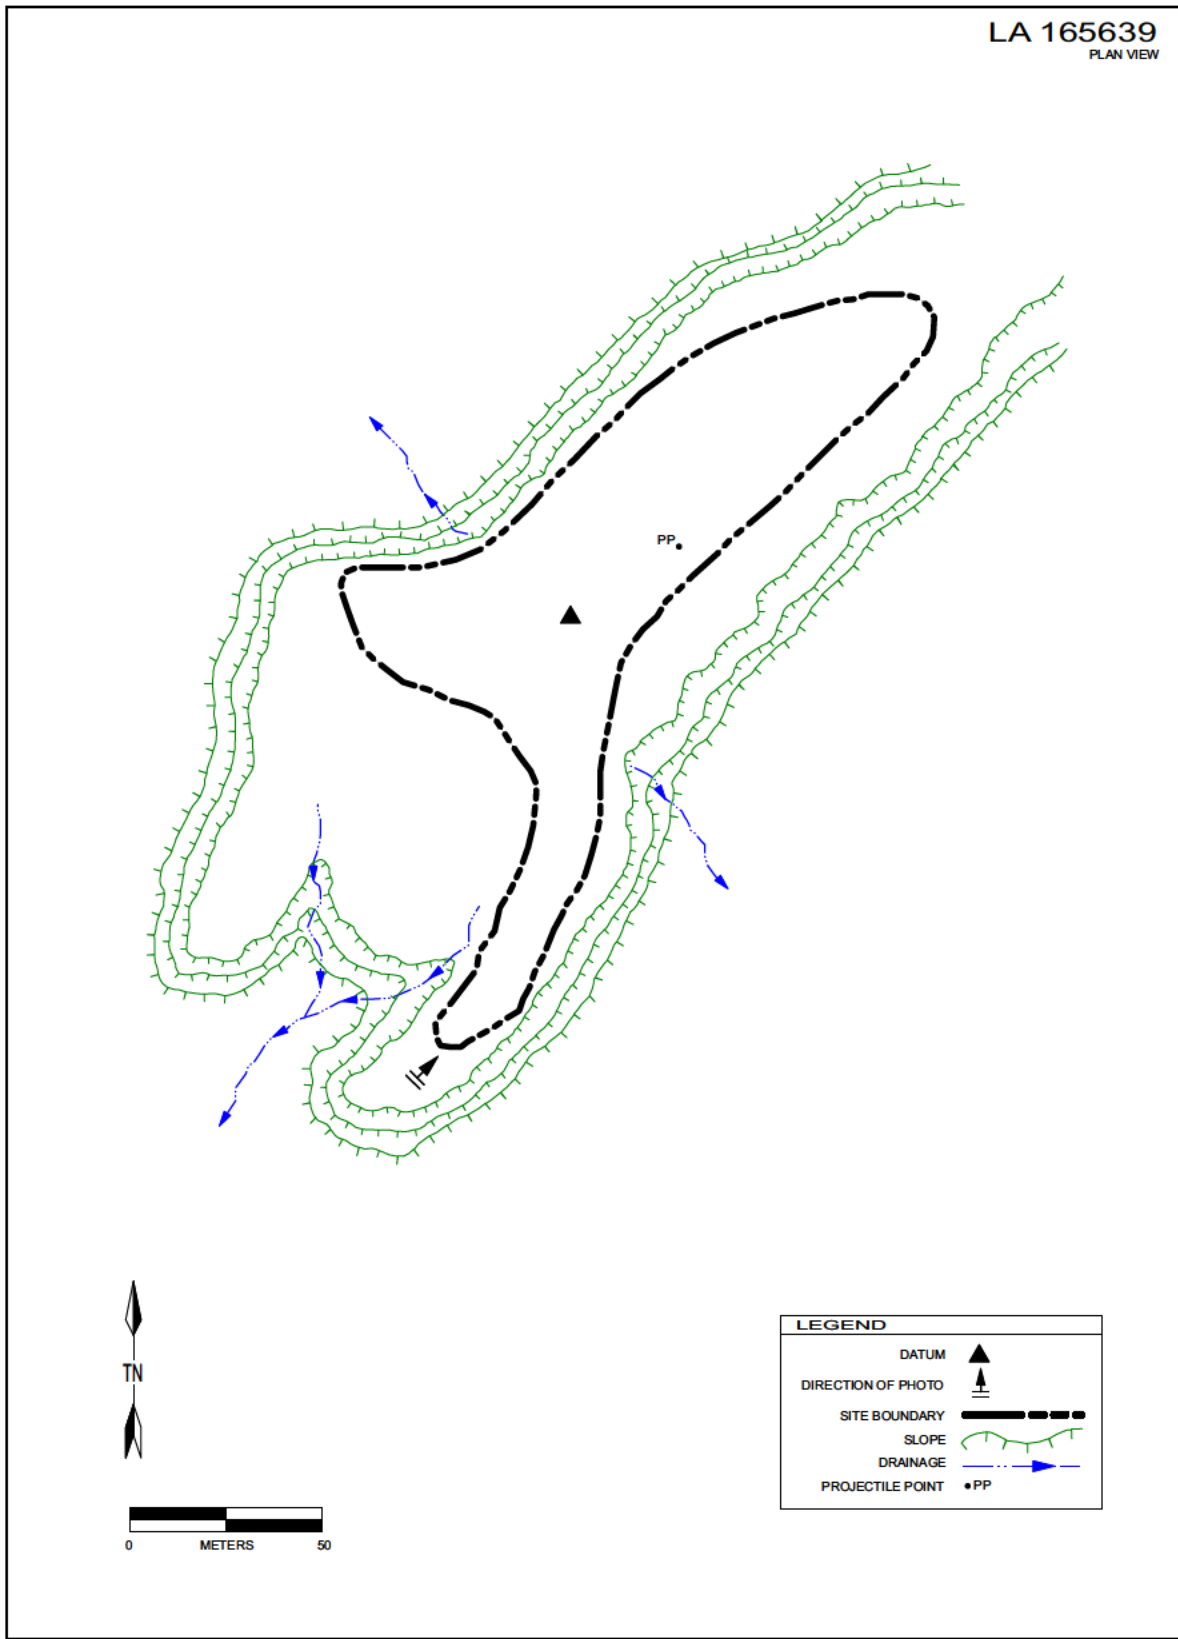 LA 165639
PLAN VIEW
PP
TN
0 METERS 50
LEGEND
DATUM
DIRECTION OF PHOTO
SITE BOUNDARY
SLOPE
DRAINAGE
PROJECTILE POINT •PP